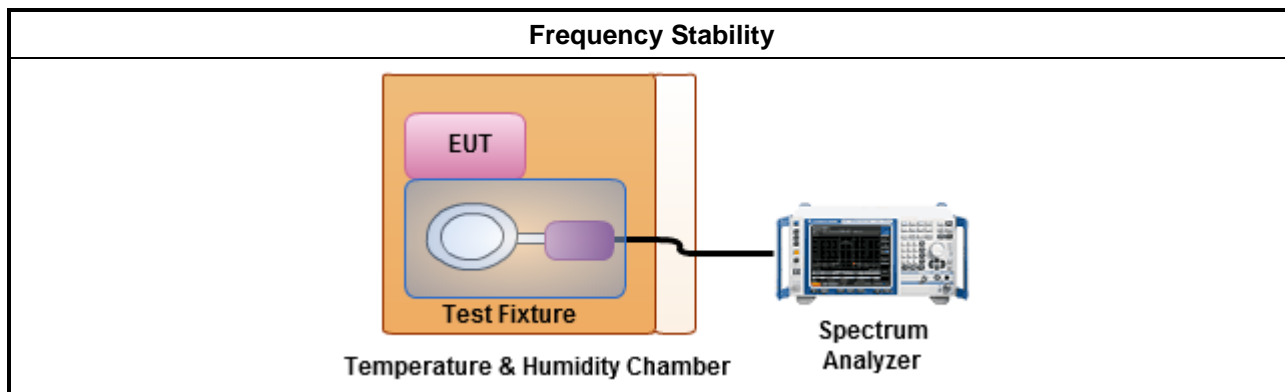 Frequency Stability
EUT
Test Fixture
Temperature & Humidity Chamber
Spectrum
Analyzer